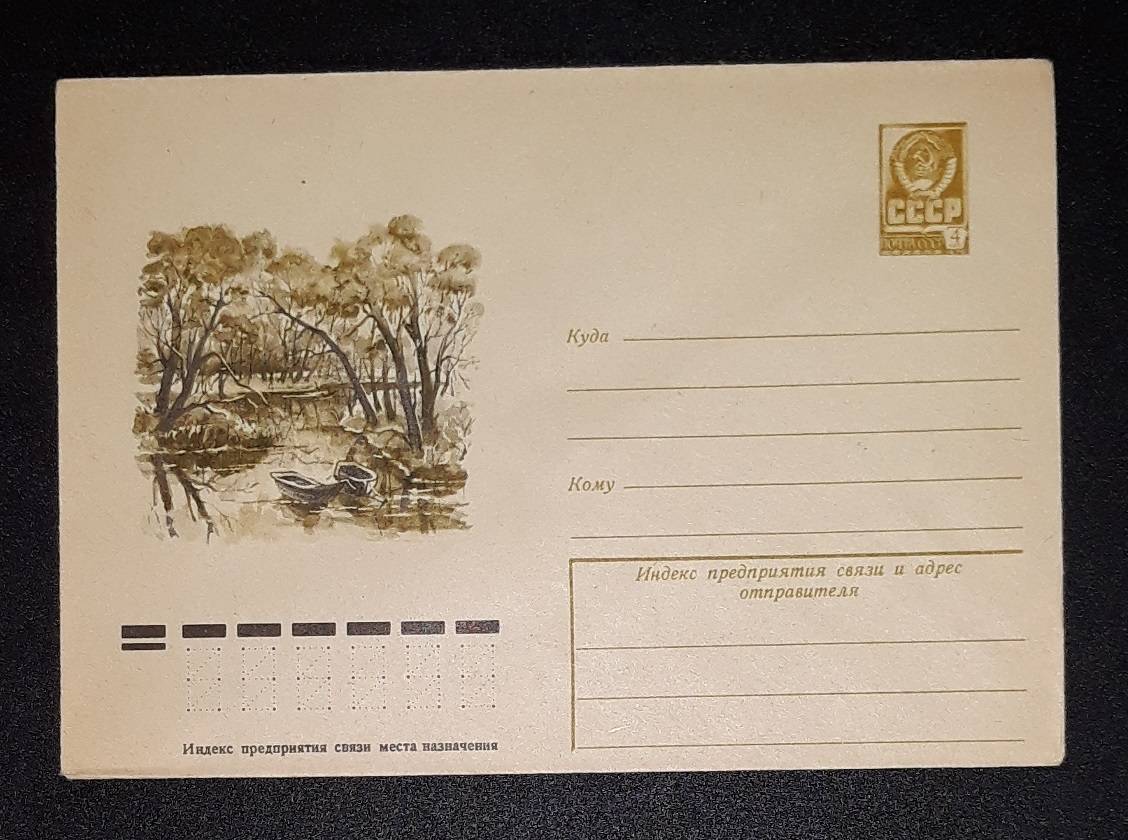 СССР
ПОЧТА 4
Куда
Кому
Индекс предприятия связи и адрес
отправителя
Индекс предприятия связи места назначения